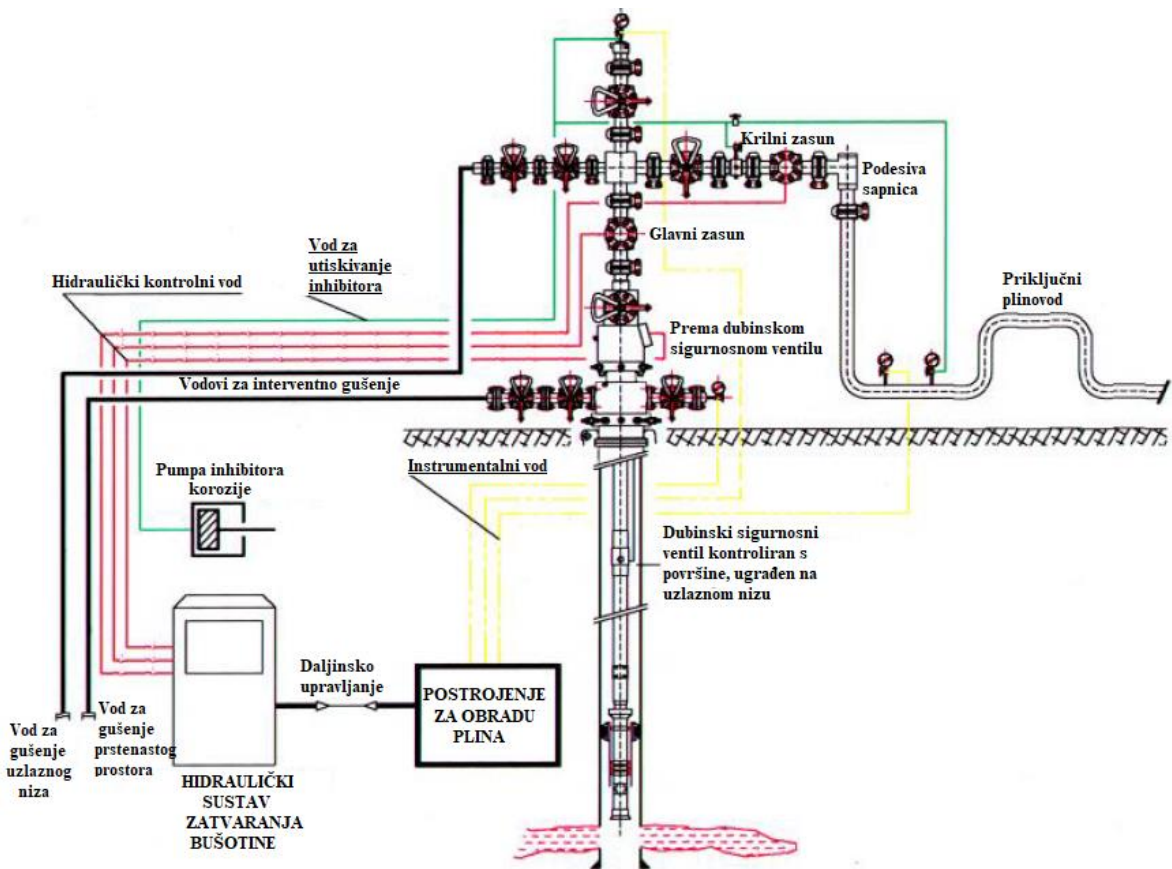 Krilni zasun
Podesiva
sapnica
Glavni zasun
Vod za
utiskivanje
inhibitora
Hidraulički kontrolni vod
Priključni
plinovod
Prema dubinskom
sigurnosnom ventilu
Vodovi za interventno gušenje
Instrumentalni vod
Pumpa inhibitora
korozije
Dubinski sigurnosni
ventil kontroliran s
površine, ugrađen na
uzlaznom nizu
Daljinsko
upravljanje
POSTROJENJE
ZA OBRADU
PLINA
Vod za
gušenje
uzlaznog
niza
Vod za
gušenje
prstenastog
prostora
HIDRAULIČKI
SUSTAV
ZATVARANJA
BUŠOTINE